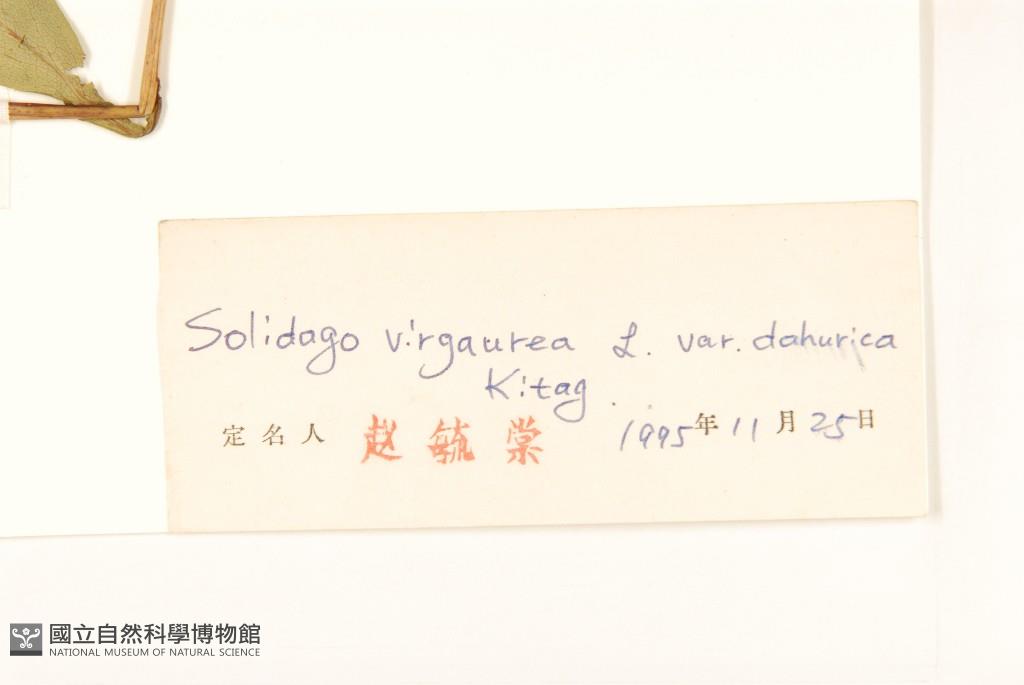 Solidago virgaurea L. var. dahurica
Kitag.
定名人 赵毓棠 1995年11月25日
國立自然科學博物館
NATIONAL MUSEUM OF NATURAL SCIENCE